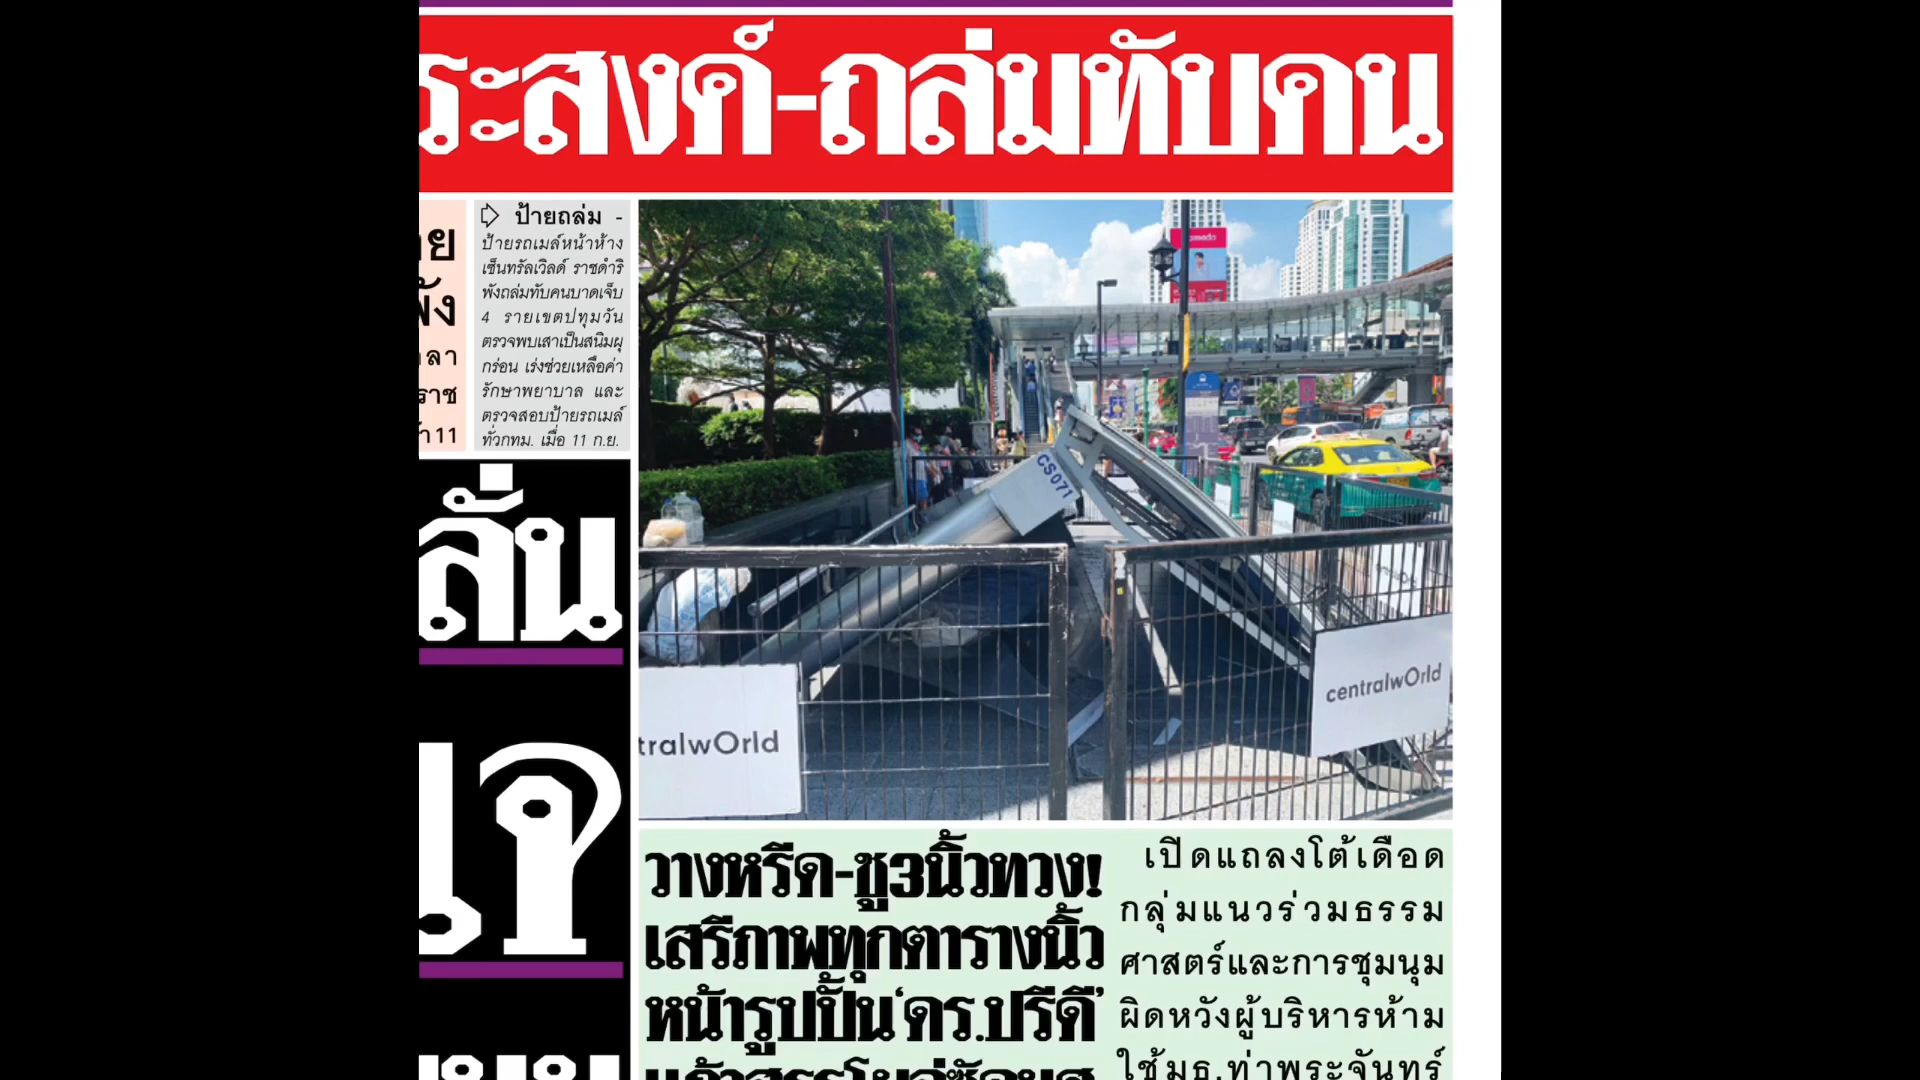 ระสงค์-ถล่มทับคน
ป้ายถล่ม -
ป้ายรถเมล์หน้าห้าง
เซ็นทรัลเวิลด์ ราชดำริ
พังถล่มทับคนบาดเจ็บ
4 รายเขตปทุมวัน
ตรวจพบเสาเป็นสนิมผุ
กร่อน เร่งช่วยเหลือค่า
รักษาพยาบาล และ
ตรวจสอบป้ายรถเมล์
ทั่วกทม. เมื่อ 11 ก.ย.
ลั่น
CS071
centralwOrld
tralwOrld
วางหรีด-ชู3นิ้วทวง!
เสรีภาพทุกตารางนิ้ว
หน้ารูปปั้น‘ดร.ปรีดี’
เปิดแถลงโต้เดือด
กลุ่มแนวร่วมธรรม
ศาสตร์และการชุมนุม
ผิดหวังผู้บริหารห้าม
ใช้มธ.ท่าพระจันทร์